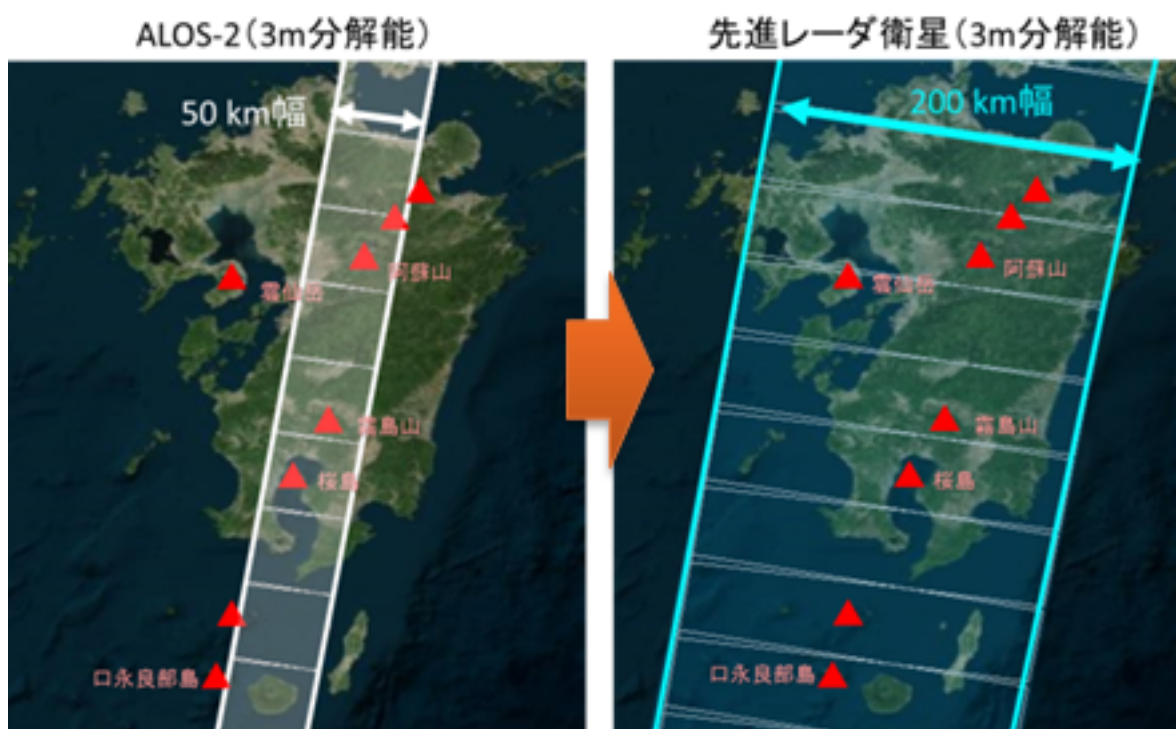 ALOS-2(3m分解能)
50 km幅
阿蘇山
雲仙岳
霧島山
桜島
口永良部島
先進レーダ衛星(3m分解能)
200 km幅
阿蘇山
雲仙岳
霧島山
桜島
口永良部島